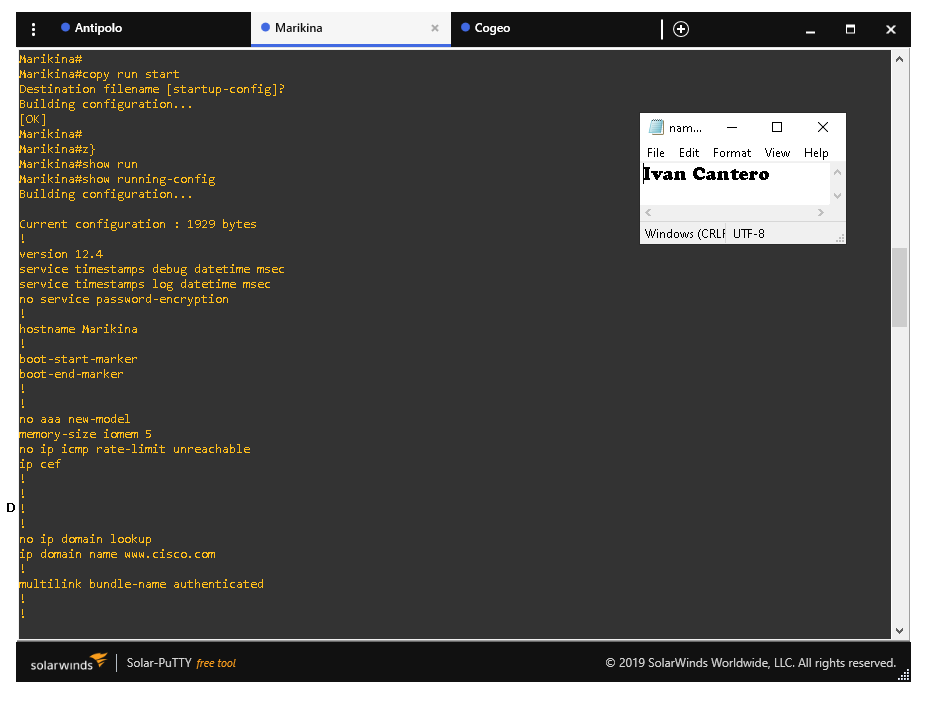 Antipolo
Marikina
Cogeo
Marikina#
Marikina#copy run start
Destination filename [startup-config]?
Building configuration...
[OK]
Marikina#
Marikina#z}
Marikina#show run
Marikina#show running-config
Building configuration...
Current configuration : 1929 bytes
!
version 12.4
service timestamps debug datetime msec
service timestamps log datetime msec
no service password-encryption
!
hostname Marikina
!
boot-start-marker
boot-end-marker
!
!
no aaa new-model
memory-size iomem 5
no ip icmp rate-limit unreachable
ip cef
!
!
D
!
!
no ip domain lookup
ip domain name www.cisco.com
!
multilink bundle-name authenticated
!
!
nam...
File Edit Format View Help
Ivan Cantero
Windows (CRLF UTF-8
solarwinds Solar-PuTTY free tool
© 2019 SolarWinds Worldwide, LLC. All rights reserved.